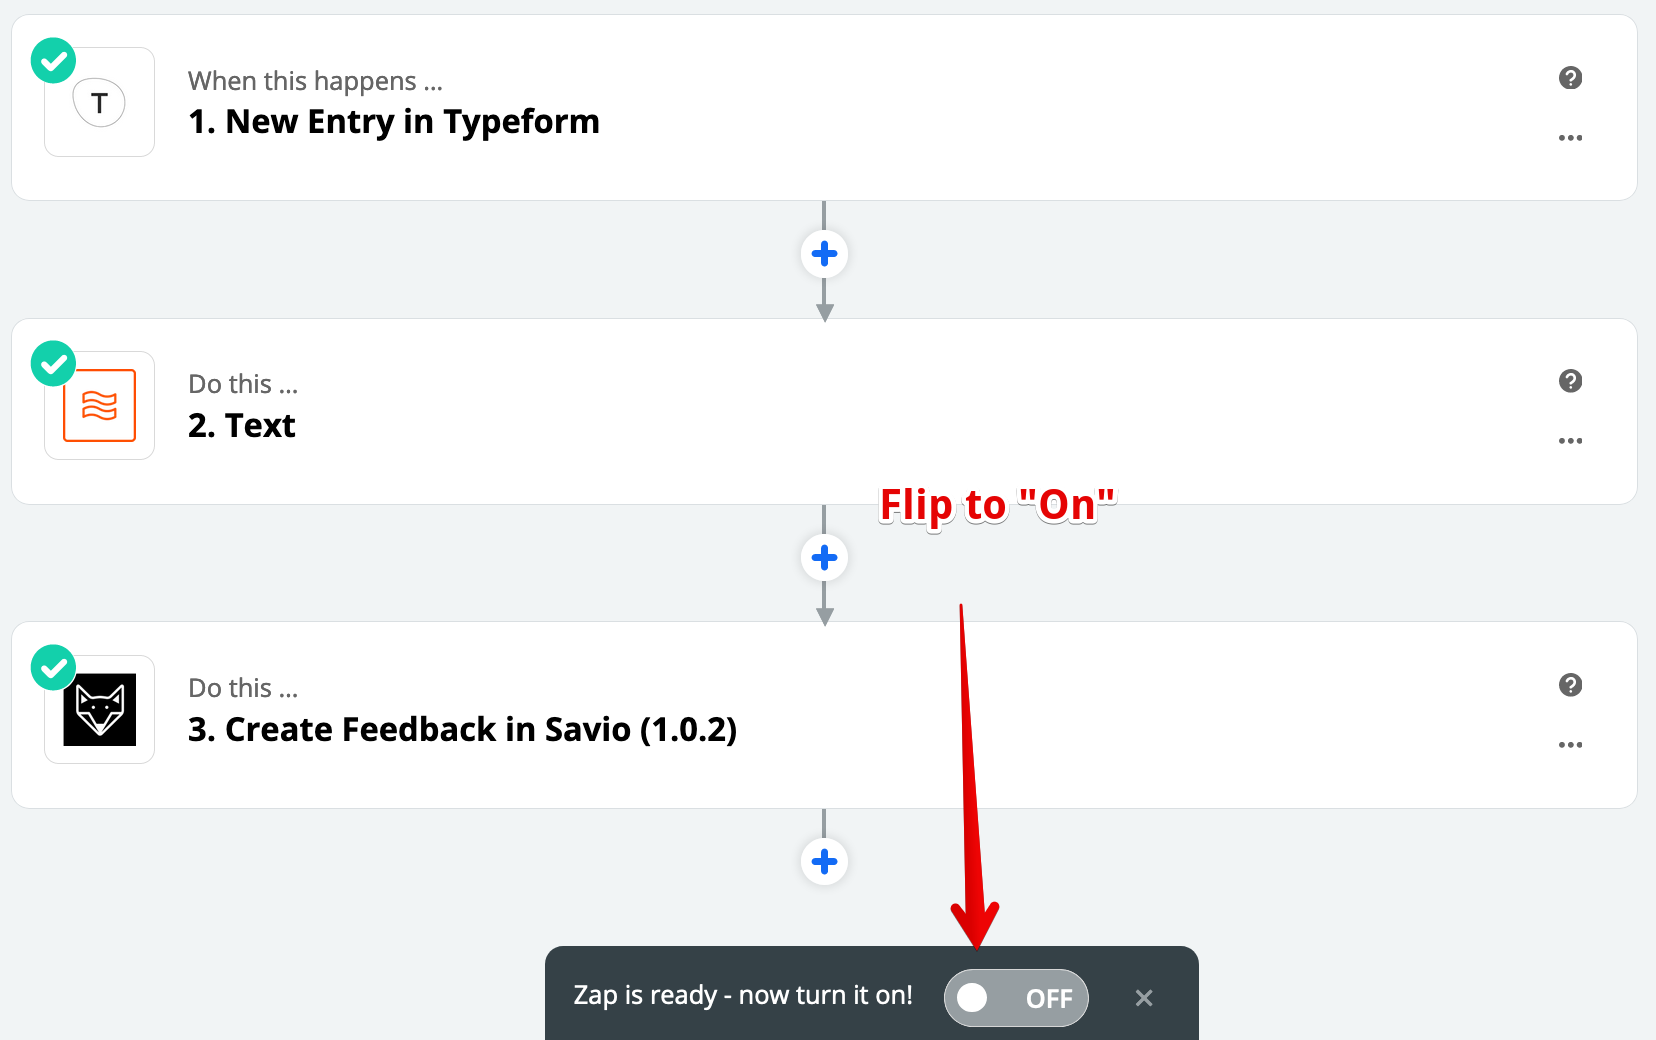 T
When this happens ...
1. New Entry in Typeform
Do this ...
2. Text
Flip to "On"
Do this ...
3. Create Feedback in Savio (1.0.2)
Zap is ready - now turn it on!
OFF